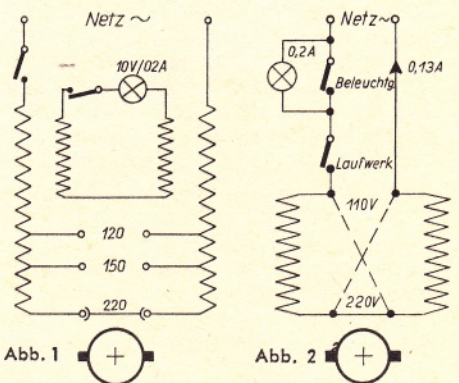 Netz ~
10V/02A
120
150
220
Abb. 1
Netz~
0,2A
Beleuchtg.
0,13A
Laufwerk
110V
220V
Abb. 2